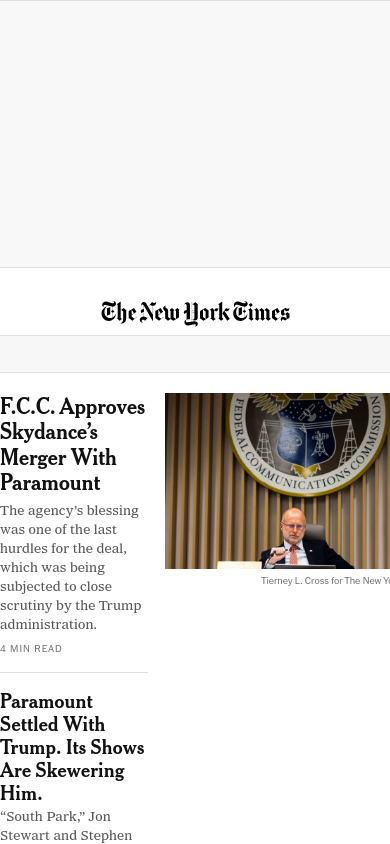 The New York Times
F.C.C. Approves
Skydance’s
Merger With
Paramount
The agency’s blessing
was one of the last
hurdles for the deal,
which was being
subjected to close
scrutiny by the Trump
administration.
4 MIN READ
FEDERAL COMMUNICATIONS COMMISSION
Tierney L. Cross for The New Yo
Paramount
Settled With
Trump. Its Shows
Are Skewering
Him.
“South Park,” Jon
Stewart and Stephen